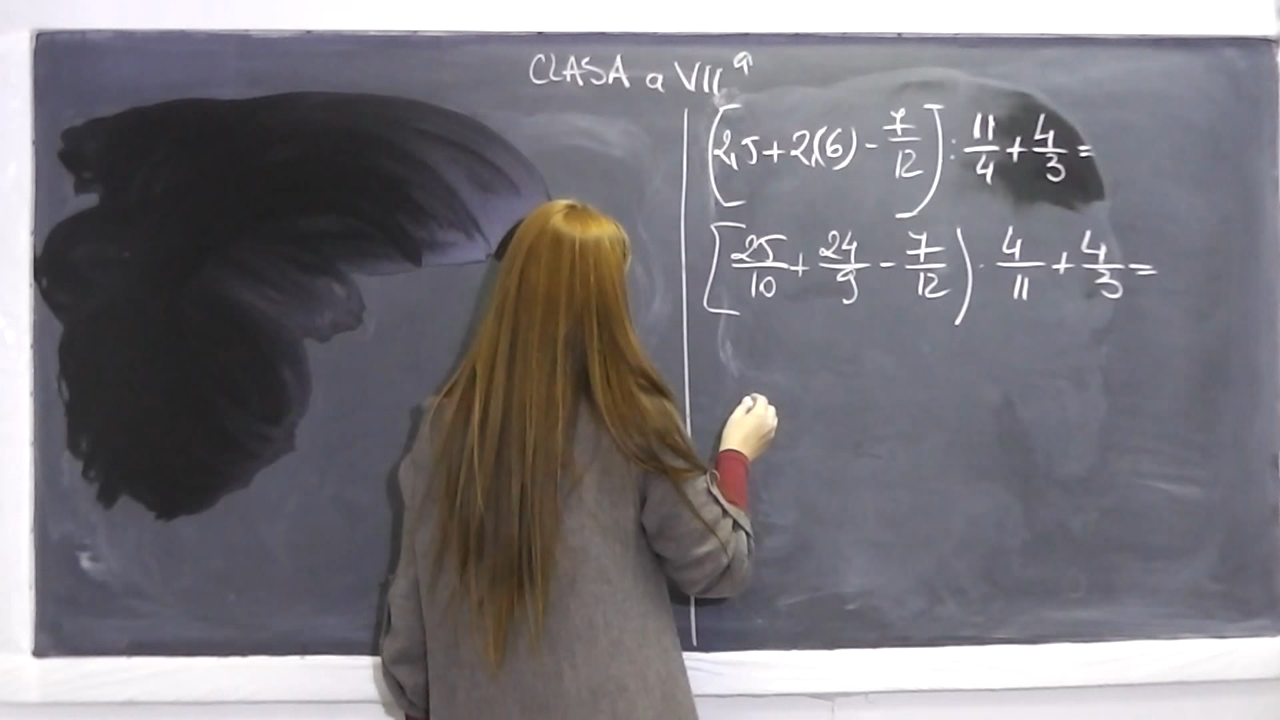 CLASA a VII ª
[2,5+2,(6)-7/12]:11/4+4/3=
[25/10+24/9-7/12)·4/11+4/3=